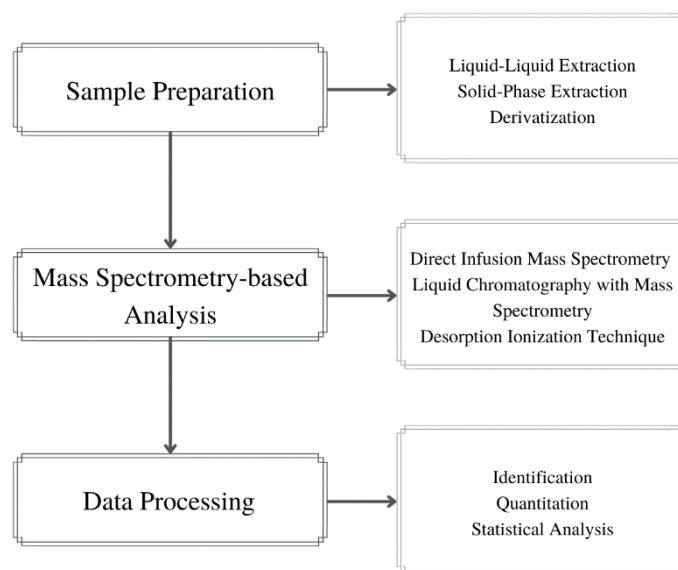 Sample Preparation
Liquid-Liquid Extraction
Solid-Phase Extraction
Derivatization
Mass Spectrometry-based
Analysis
Direct Infusion Mass Spectrometry
Liquid Chromatography with Mass
Spectrometry
Desorption Ionization Technique
Data Processing
Identification
Quantitation
Statistical Analysis